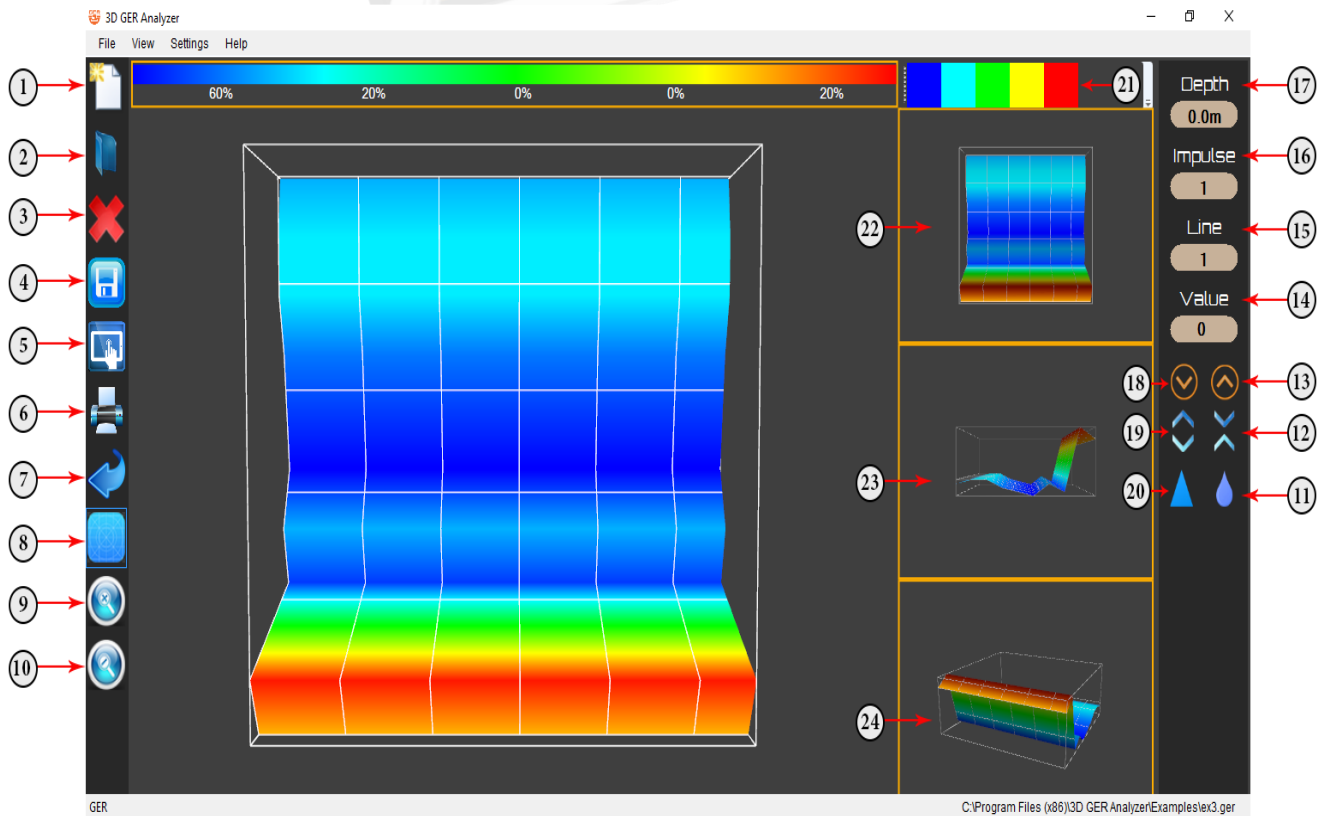 3D GER Analyzer
File View Settings Help
60% 20% 0% 0% 20%
1
2
3
4
5
6
7
8
9
10
21
22
23
24
Depth
17
0.0m
Impulse
16
1
Line
15
1
Value
14
0
18
13
19
12
20
11
GER
C:\Program Files (x86)\3D GER Analyzer\Examples\ex3.ger